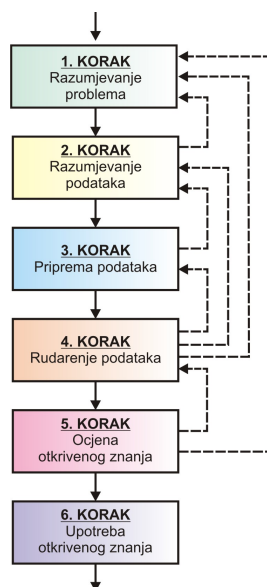 1. KORAK
Razumjevanje
problema
2. KORAK
Razumjevanje
podataka
3. KORAK
Priprema podataka
4. KORAK
Rudarenje podataka
5. KORAK
Ocjena
otkrivenog znanja
6. KORAK
Upotreba
otkrivenog znanja